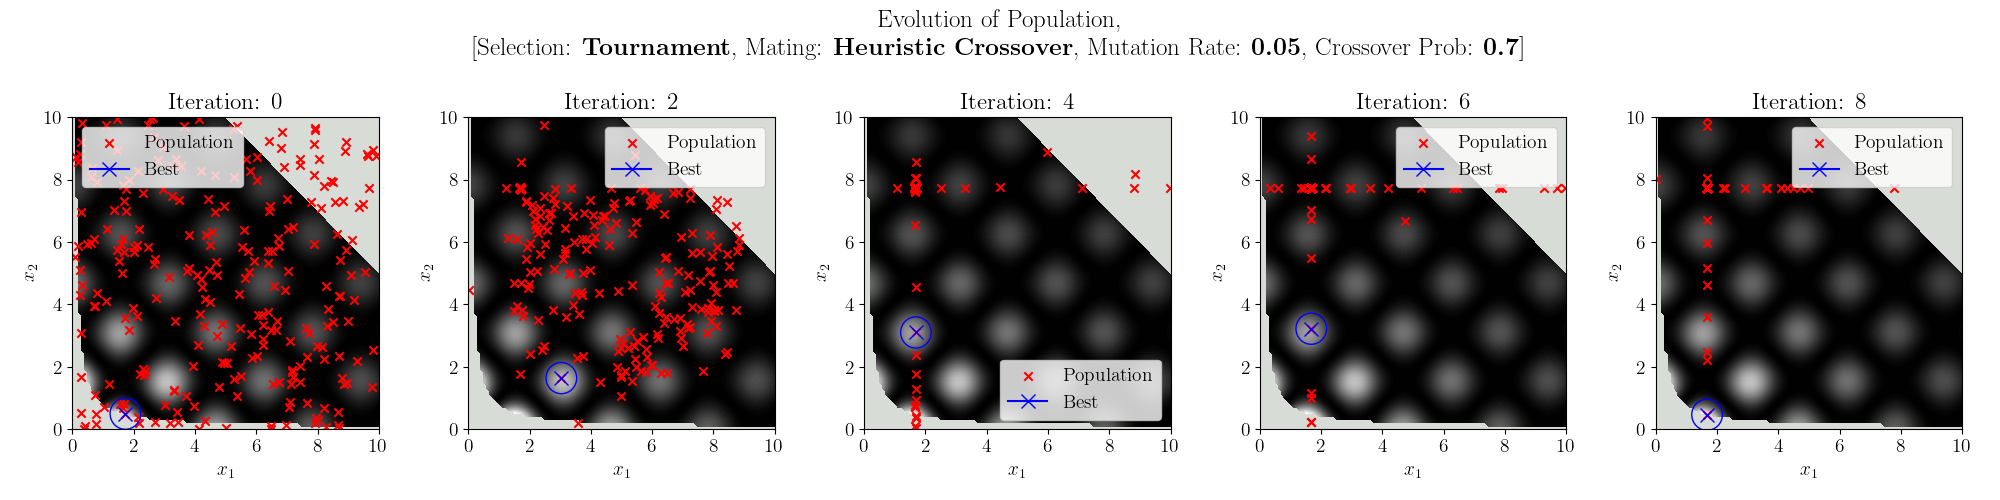 Evolution of Population,
[Selection: Tournament, Mating: Heuristic Crossover, Mutation Rate: 0.05, Crossover Prob: 0.7]
Iteration: 0
10
8
6
4
2
0
x2
0 2 4 6 8 10
x1
Population
Best
Iteration: 2
10
8
6
4
2
0
x2
0 2 4 6 8 10
x1
Population
Best
Iteration: 4
10
8
6
4
2
0
x2
0 2 4 6 8 10
x1
Population
Best
Iteration: 6
10
8
6
4
2
0
x2
0 2 4 6 8 10
x1
Population
Best
Iteration: 8
10
8
6
4
2
0
x2
0 2 4 6 8 10
x1
Population
Best